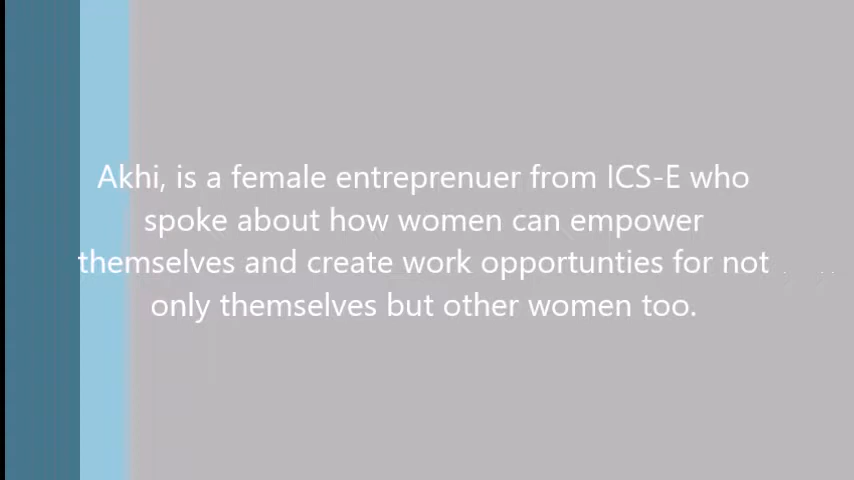 Akhi, is a female entreprenuer from ICS-E who
spoke about how women can empower
themselves and create work opportunties for not
only themselves but other women too.